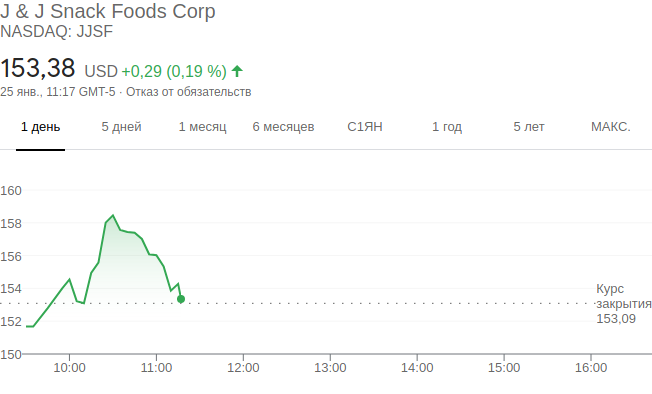 J & J Snack Foods Corp
NASDAQ: JJSF
153,38 USD +0,29 (0,19 %)
25 янв., 11:17 GMT-5 · Отказ от обязательств
1 день 5 дней 1 месяц 6 месяцев С1ЯН 1 год 5 лет МАКС.
160
158
156
154
152
150
Курс
закрытия
153,09
10:00 11:00 12:00 13:00 14:00 15:00 16:00